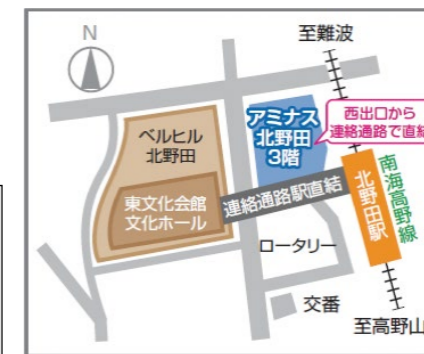 N
至難波
アミナス
北野田
3階
西出口から
連絡通路で直結
ベルヒル
北野田
東文化会館
文化ホール
連絡通路駅直結
北野田駅
南海高野線
ロータリー
交番
至高野山